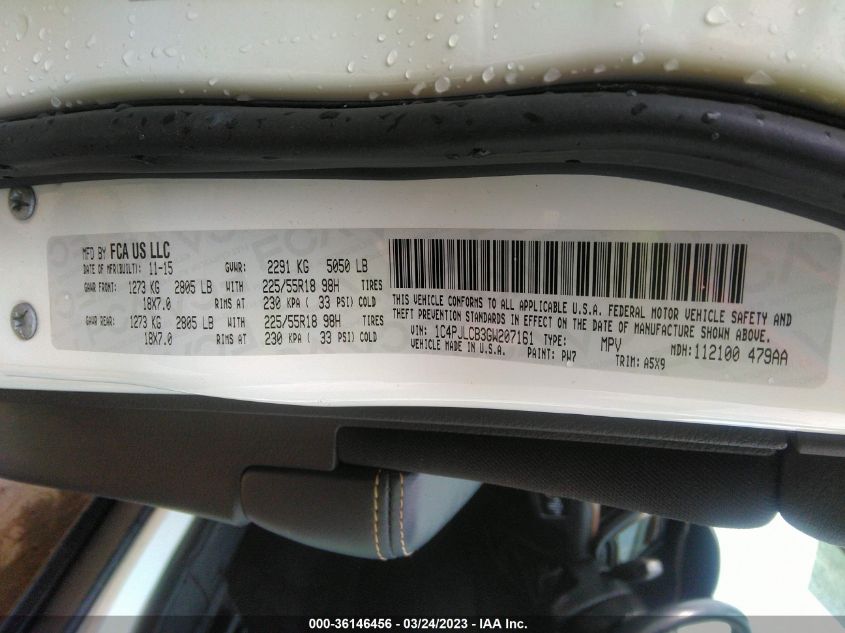 MFD BY FCA US LLC
DATE OF MFR(BUILT): 11-15 GVWR: 2291 KG 5050 LB
GAWR FRONT: 1273 KG 2805 LB WITH 225/55R18 98H TIRES
18X7.0 RIMS AT 230 KPA ( 33 PSI) COLD
GAWR REAR: 1273 KG 2805 LB WITH 225/55R18 98H TIRES
18X7.0 RIMS AT 230 KPA ( 33 PSI) COLD
THIS VEHICLE CONFORMS TO ALL APPLICABLE U.S.A. FEDERAL MOTOR VEHICLE SAFETY AND
THEFT PREVENTION STANDARDS IN EFFECT ON THE DATE OF MANUFACTURE SHOWN ABOVE.
VIN: 1C4PJLCB3GW207161 TYPE: MPV MDH: 112100 479AA
VEHICLE MADE IN U.S.A. PAINT: PW7 TRIM: A5X9
000-36146456 - 03/24/2023 - IAA Inc.